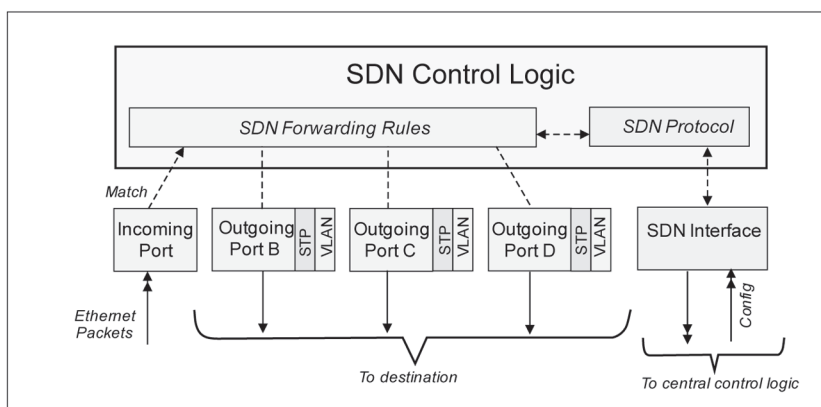 SDN Control Logic
SDN Forwarding Rules
SDN Protocol
Match
Incoming
Port
Outgoing
Port B
STP
VLAN
Outgoing
Port C
STP
VLAN
Outgoing
Port D
STP
VLAN
SDN Interface
Ethernet
Packets
Config
To destination
To central control logic